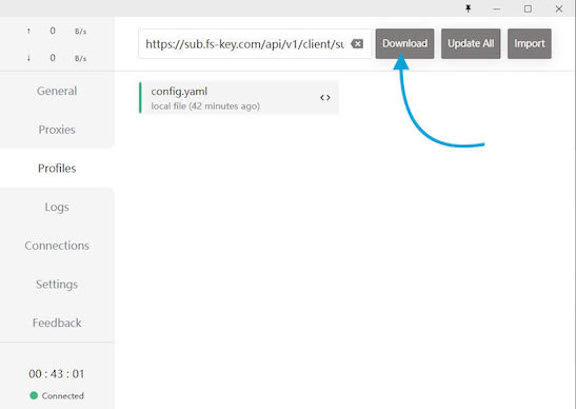 ↑ 0 B/s
↓ 0 B/s
https://sub.fs-key.com/api/v1/client/su
Download
Update All
Import
General
Proxies
Profiles
Logs
Connections
Settings
Feedback
config.yaml
local file (42 minutes ago)
<>
00 : 43 : 01
Connected